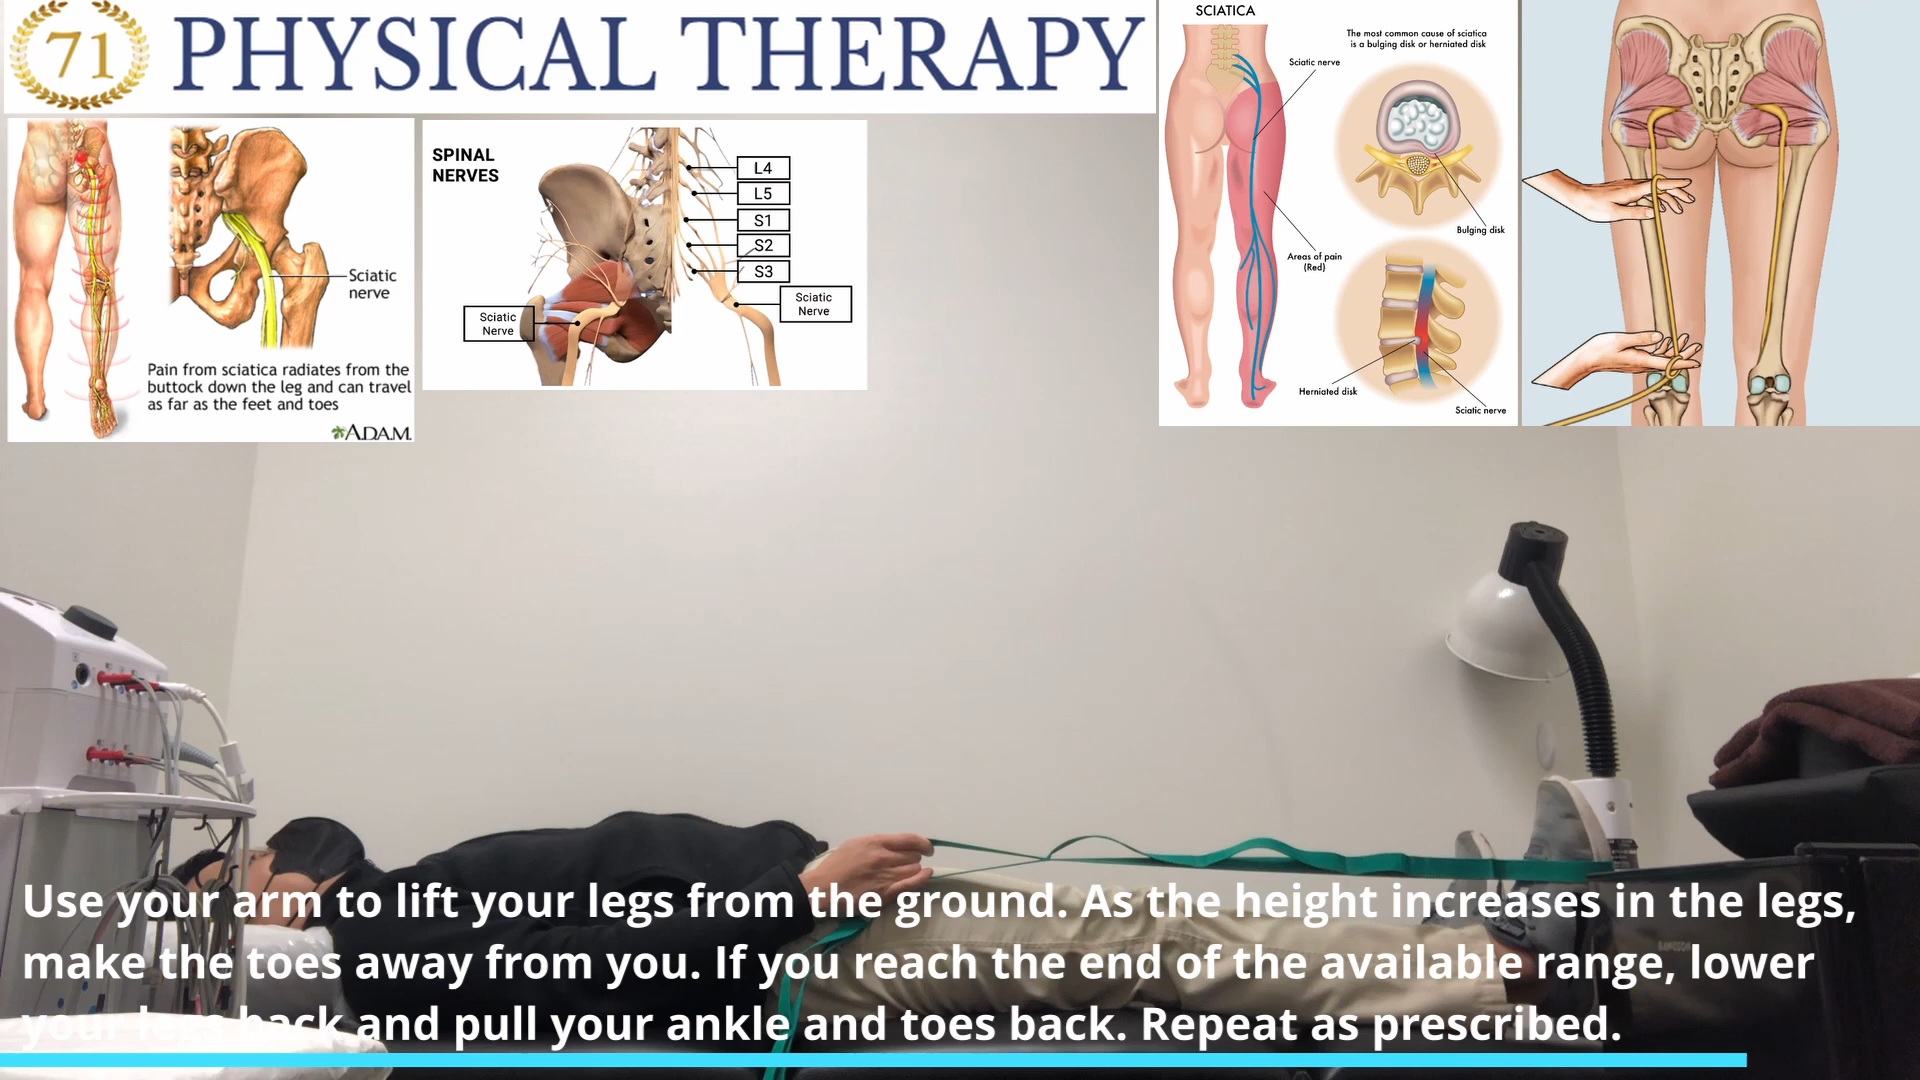 71 PHYSICAL THERAPY
Sciatic
nerve
Pain from sciatica radiates from the
buttock down the leg and can travel
as far as the feet and toes
A.D.A.M.
SPINAL
NERVES
L4
L5
S1
S2
S3
Sciatic
Nerve
Sciatic
Nerve
SCIATICA
The most common cause of sciatica
is a bulging disk or herniated disk
Sciatic nerve
Bulging disk
Areas of pain
(Red)
Herniated disk
Sciatic nerve
Use your arm to lift your legs from the ground. As the height increases in the legs,
make the toes away from you. If you reach the end of the available range, lower
your legs back and pull your ankle and toes back. Repeat as prescribed.